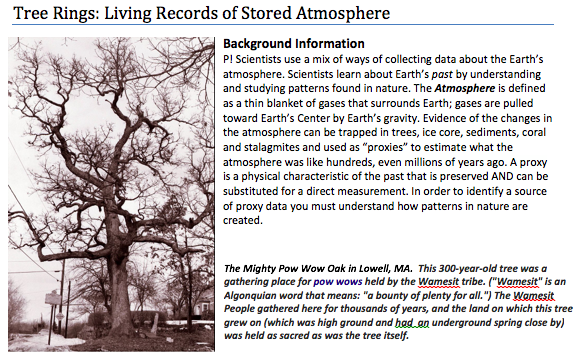 Tree Rings: Living Records of Stored Atmosphere
Background Information
P! Scientists use a mix of ways of collecting data about the Earth's
atmosphere. Scientists learn about Earth's past by understanding
and studying patterns found in nature. The Atmosphere is defined
as a thin blanket of gases that surrounds Earth; gases are pulled
toward Earth's Center by Earth's gravity. Evidence of the changes in
the atmosphere can be trapped in trees, ice core, sediments, coral
and stalagmites and used as "proxies" to estimate what the
atmosphere was like hundreds, even millions of years ago. A proxy
is a physical characteristic of the past that is preserved AND can be
substituted for a direct measurement. In order to identify a source
of proxy data you must understand how patterns in nature are
created.
The Mighty Pow Wow Oak in Lowell, MA. This 300-year-old tree was a
gathering place for pow wows held by the Wamesit tribe. ("Wamesit" is an
Algonquian word that means: "a bounty of plenty for all.") The Wamesit
People gathered here for thousands of years, and the land on which this tree
grew on (which was high ground and had an underground spring close by)
was held as sacred as was the tree itself.